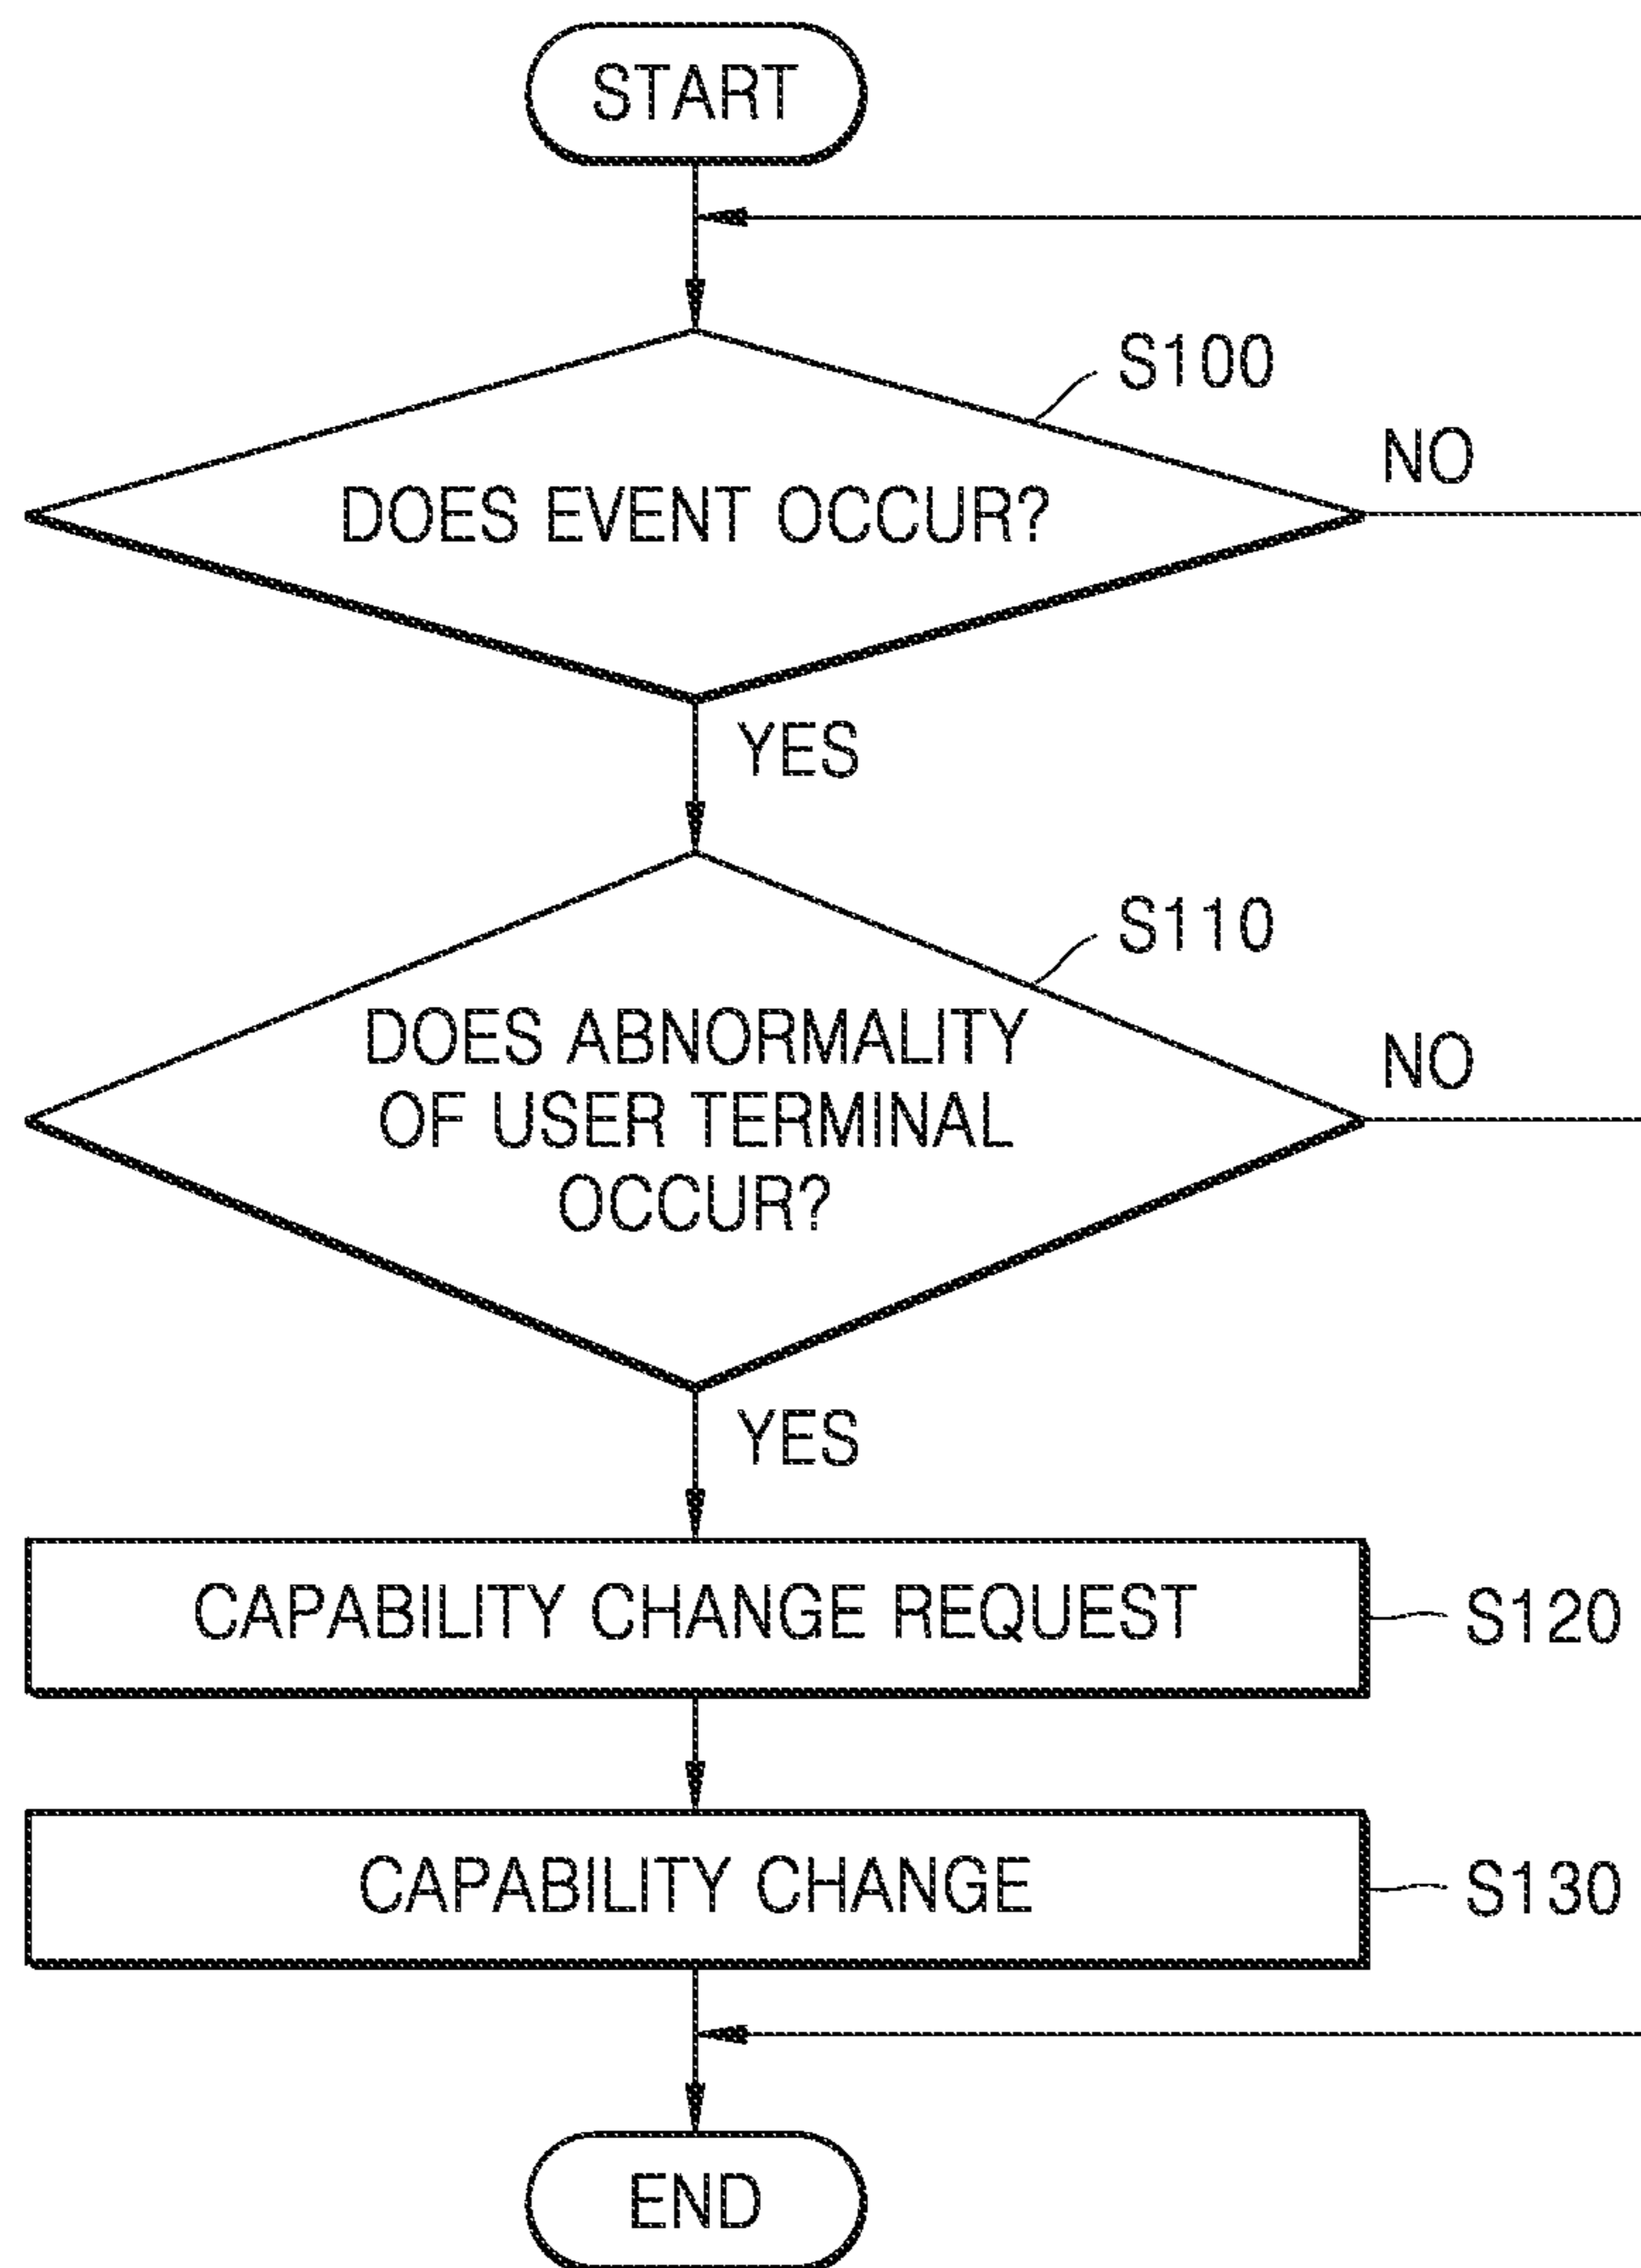 START
S100
NO
DOES EVENT OCCUR?
YES
S110
DOES ABNORMALITY
NO
OF USER TERMINAL
OCCUR?
YES
CAPABILITY CHANGE REQUEST
S120
CAPABILITY CHANGE
S130
END